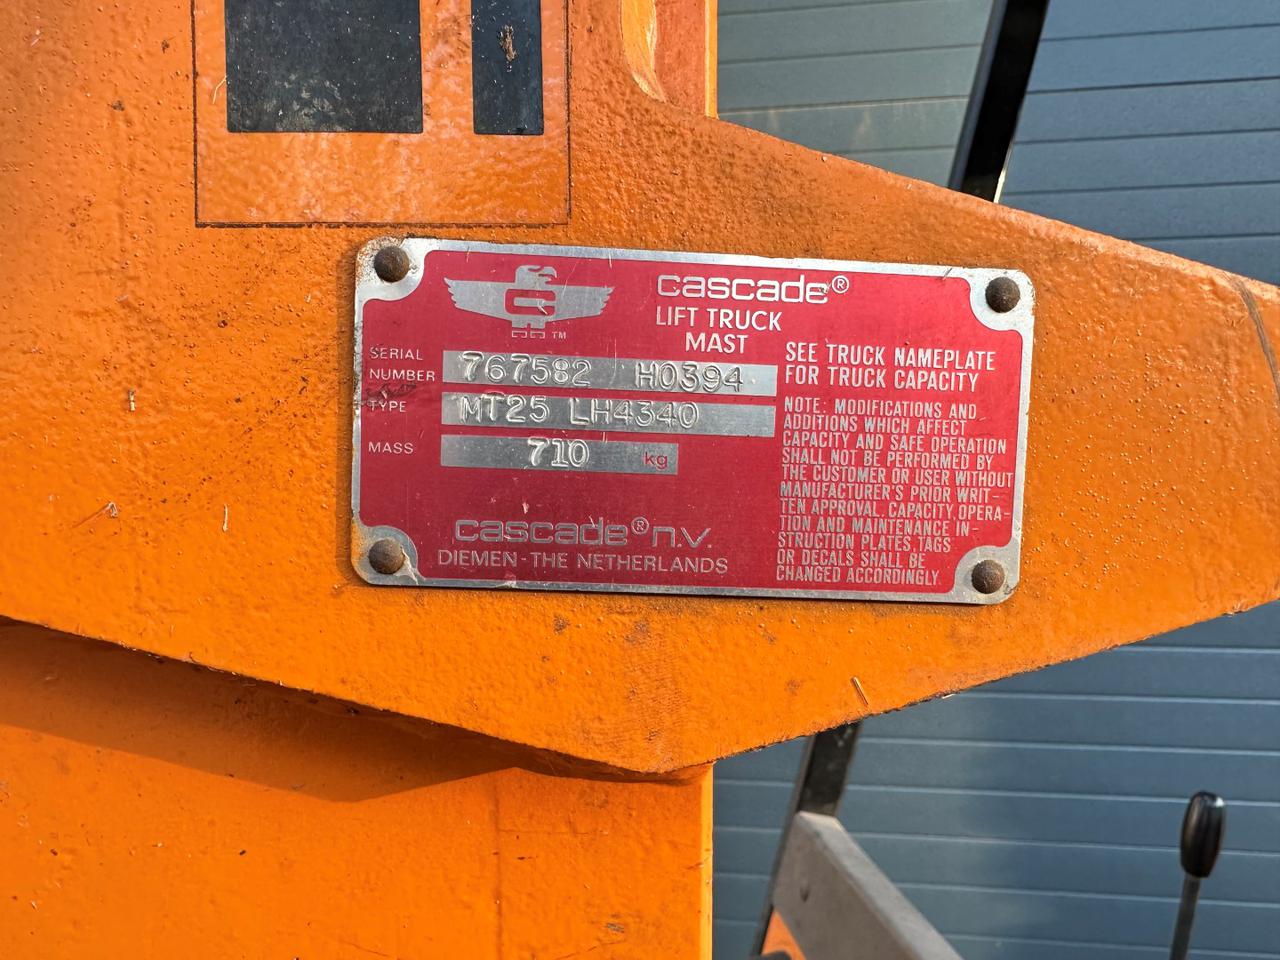 cascade®
LIFT TRUCK
MAST
TM
SERIAL
NUMBER 767582 H0394
TYPE MT25 LH4340
MASS 710 kg
cascade® n.v.
DIEMEN - THE NETHERLANDS
SEE TRUCK NAMEPLATE
FOR TRUCK CAPACITY
NOTE: MODIFICATIONS AND
ADDITIONS WHICH AFFECT
CAPACITY AND SAFE OPERATION
SHALL NOT BE PERFORMED BY
THE CUSTOMER OR USER WITHOUT
MANUFACTURER'S PRIOR WRIT-
TEN APPROVAL. CAPACITY, OPERA-
TION AND MAINTENANCE IN-
STRUCTION PLATES, TAGS
OR DECALS SHALL BE
CHANGED ACCORDINGLY.